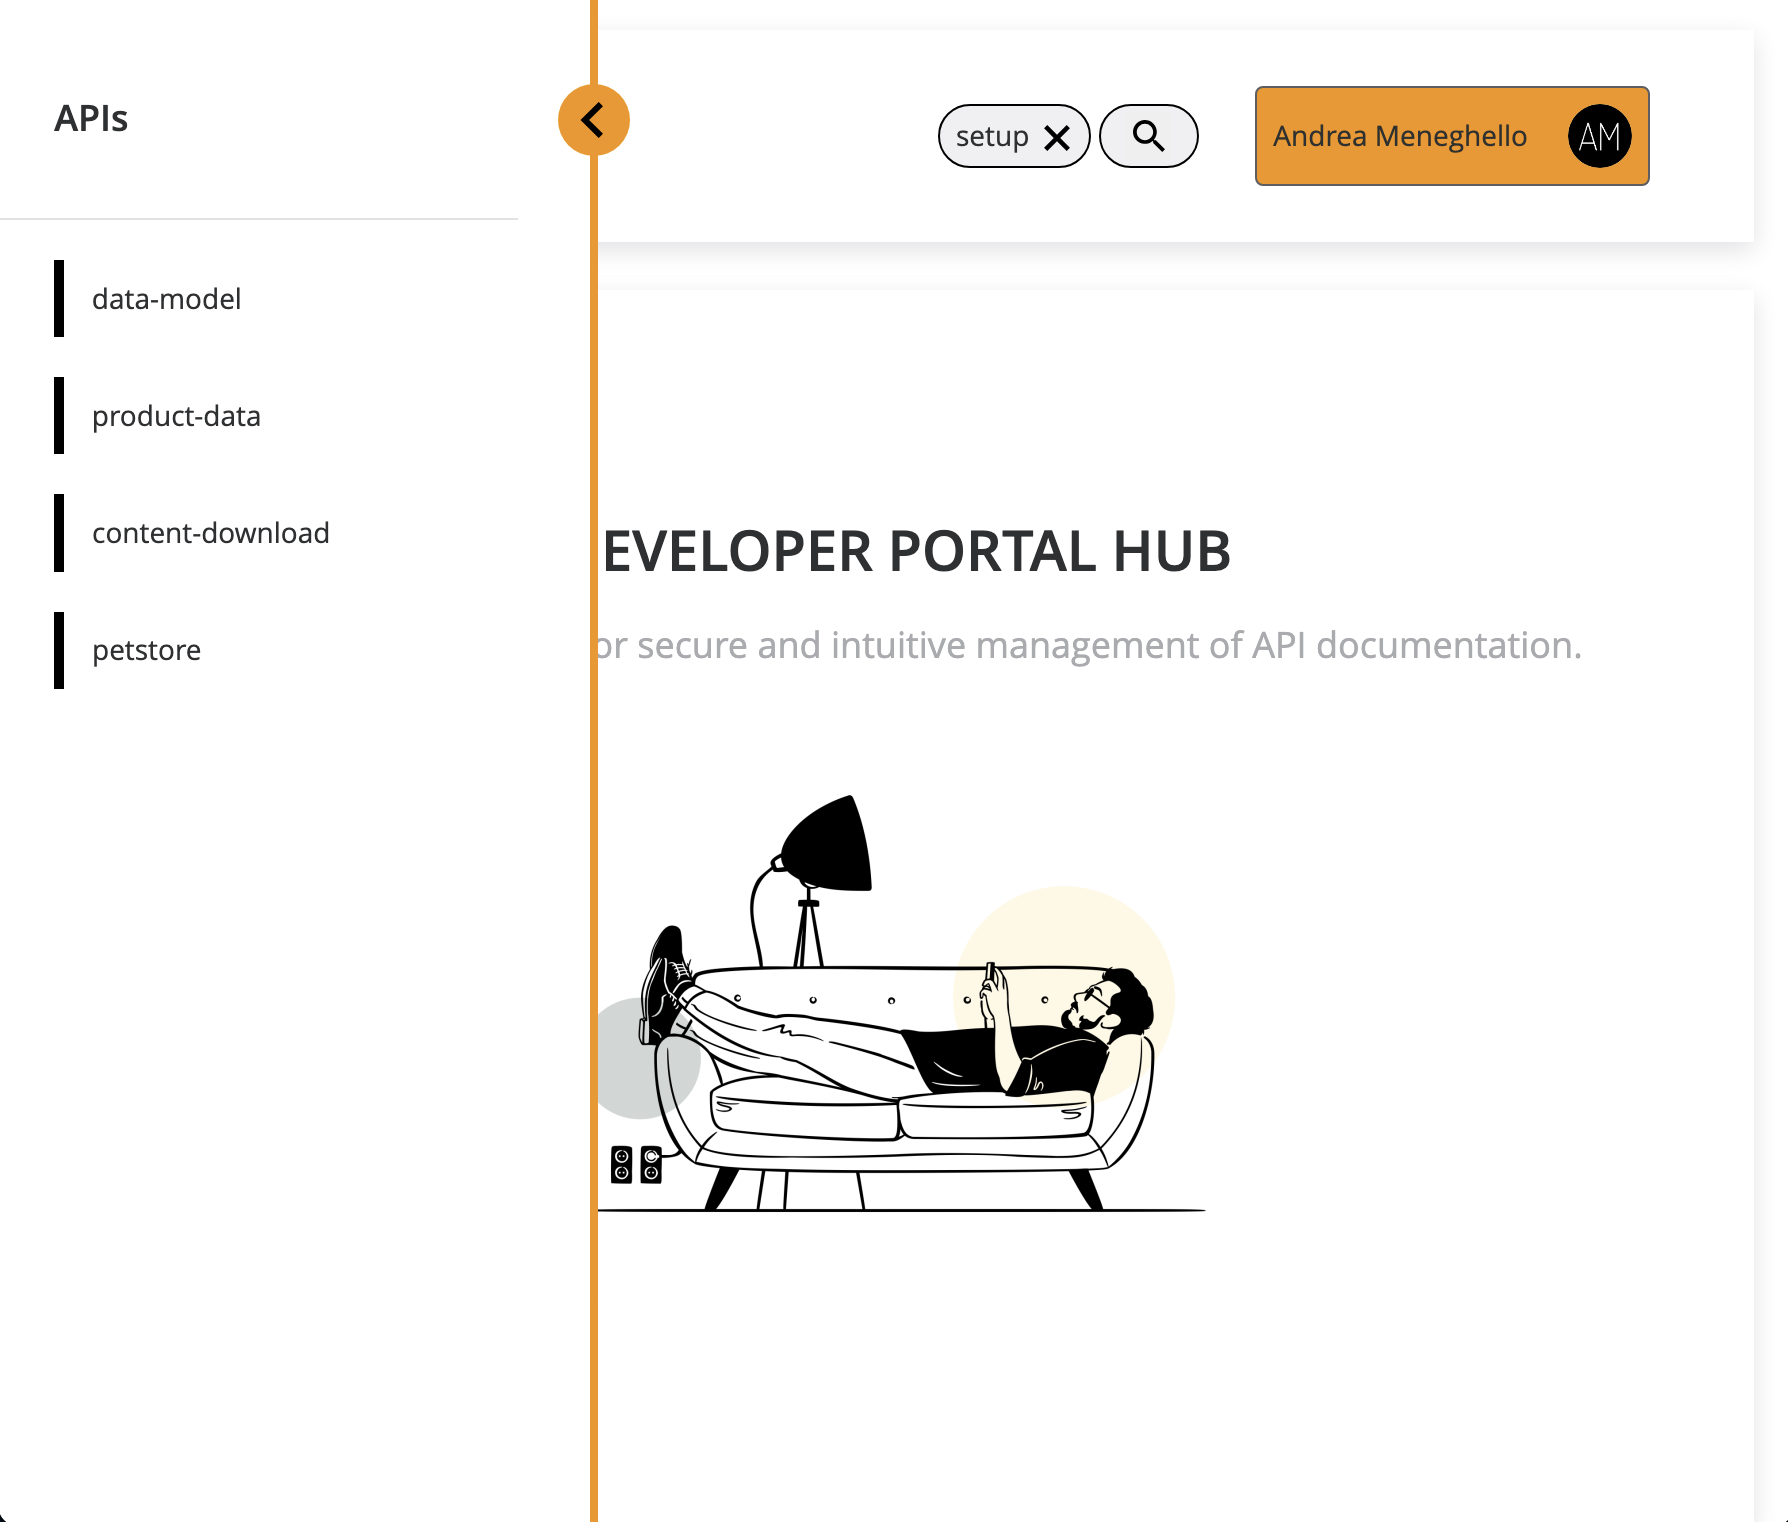 APIs
data-model
product-data
content-download
petstore
setup
Andrea Meneghello
AM
EVELOPER PORTAL HUB
or secure and intuitive management of API documentation.